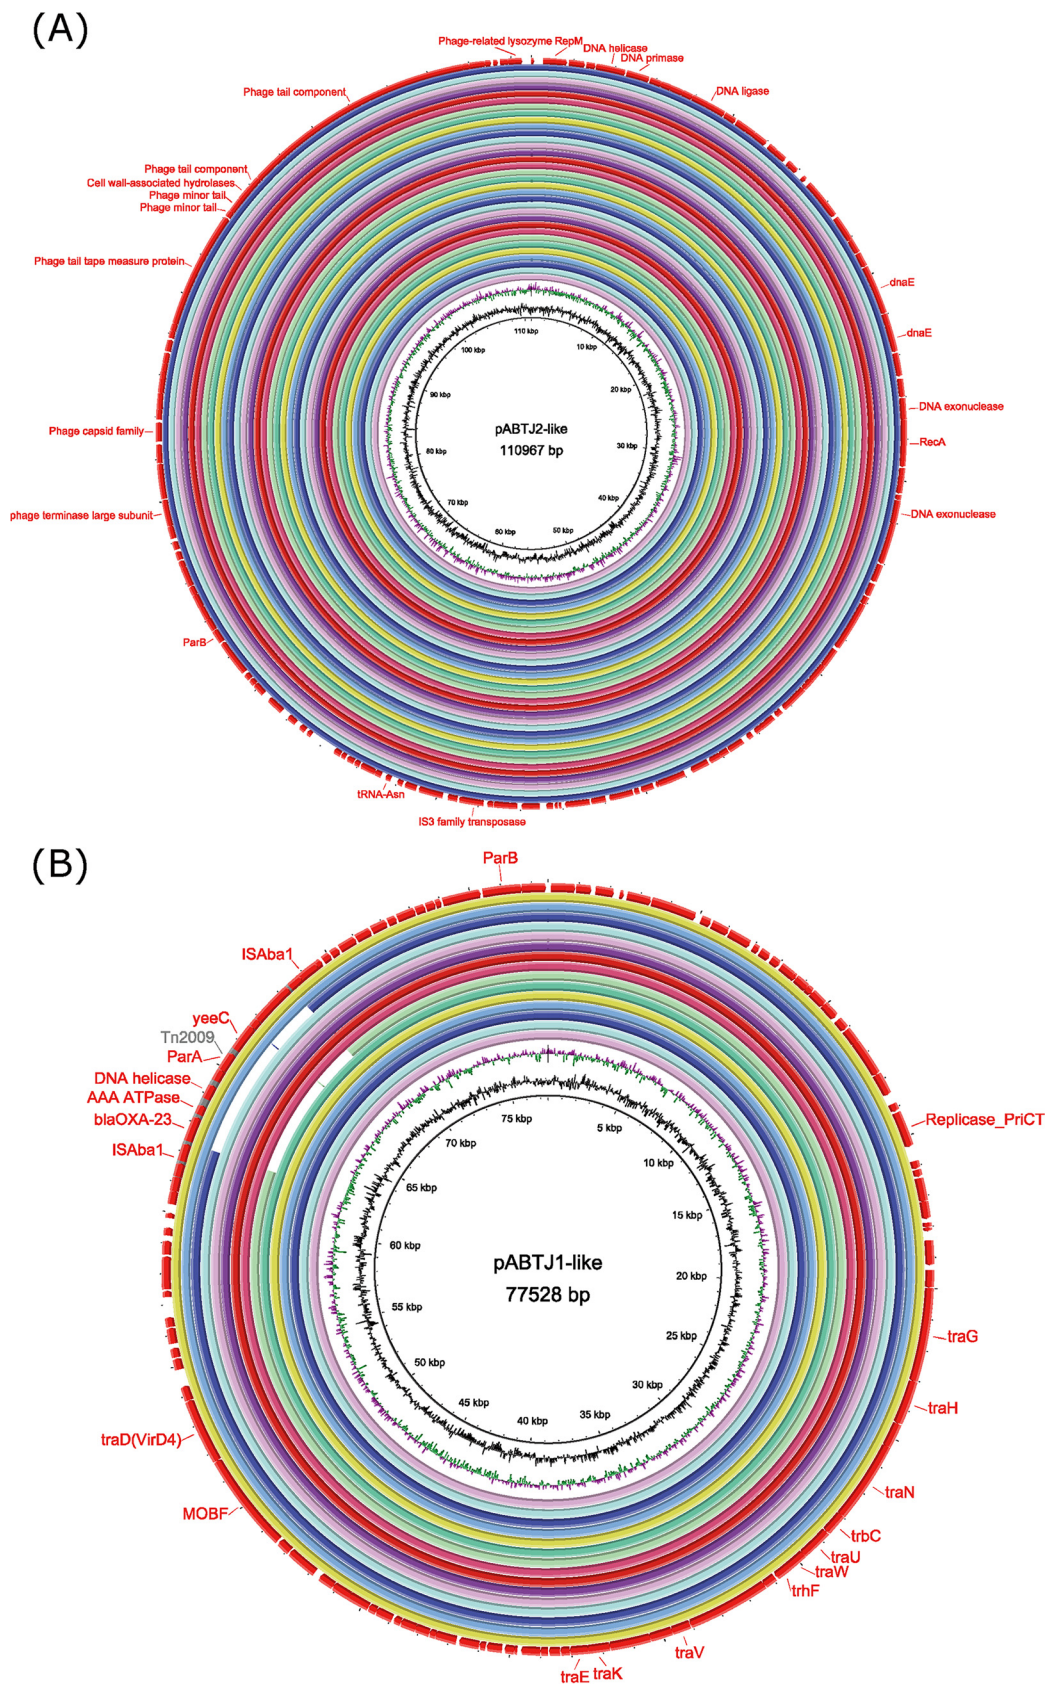 (A)
Phage-related lysozyme
RepM
DNA helicase
DNA primase
Phage tail component
DNA ligase
Phage tail component
Cell wall-associated hydrolases
Phage minor tail
Phage minor tail
Phage tail tape measure protein
dnaE
dnaE
DNA exonuclease
Phage capsid family
RecA
phage terminase large subunit
DNA exonuclease
ParB
tRNA-Asn
IS3 family transposase
110 kbp
10 kbp
20 kbp
30 kbp
40 kbp
50 kbp
60 kbp
70 kbp
80 kbp
90 kbp
100 kbp
pABTJ2-like
110967 bp
(B)
ParB
ISAba1
yeeC
Tn2009
ParA
DNA helicase
AAA ATPase
blaOXA-23
ISAba1
Replicase_PriCT
traG
traH
traN
trbC
traU
traW
trhF
traV
traK
traE
MOBF
traD(VirD4)
75 kbp
5 kbp
10 kbp
15 kbp
20 kbp
25 kbp
30 kbp
35 kbp
40 kbp
45 kbp
50 kbp
55 kbp
60 kbp
65 kbp
70 kbp
pABTJ1-like
77528 bp